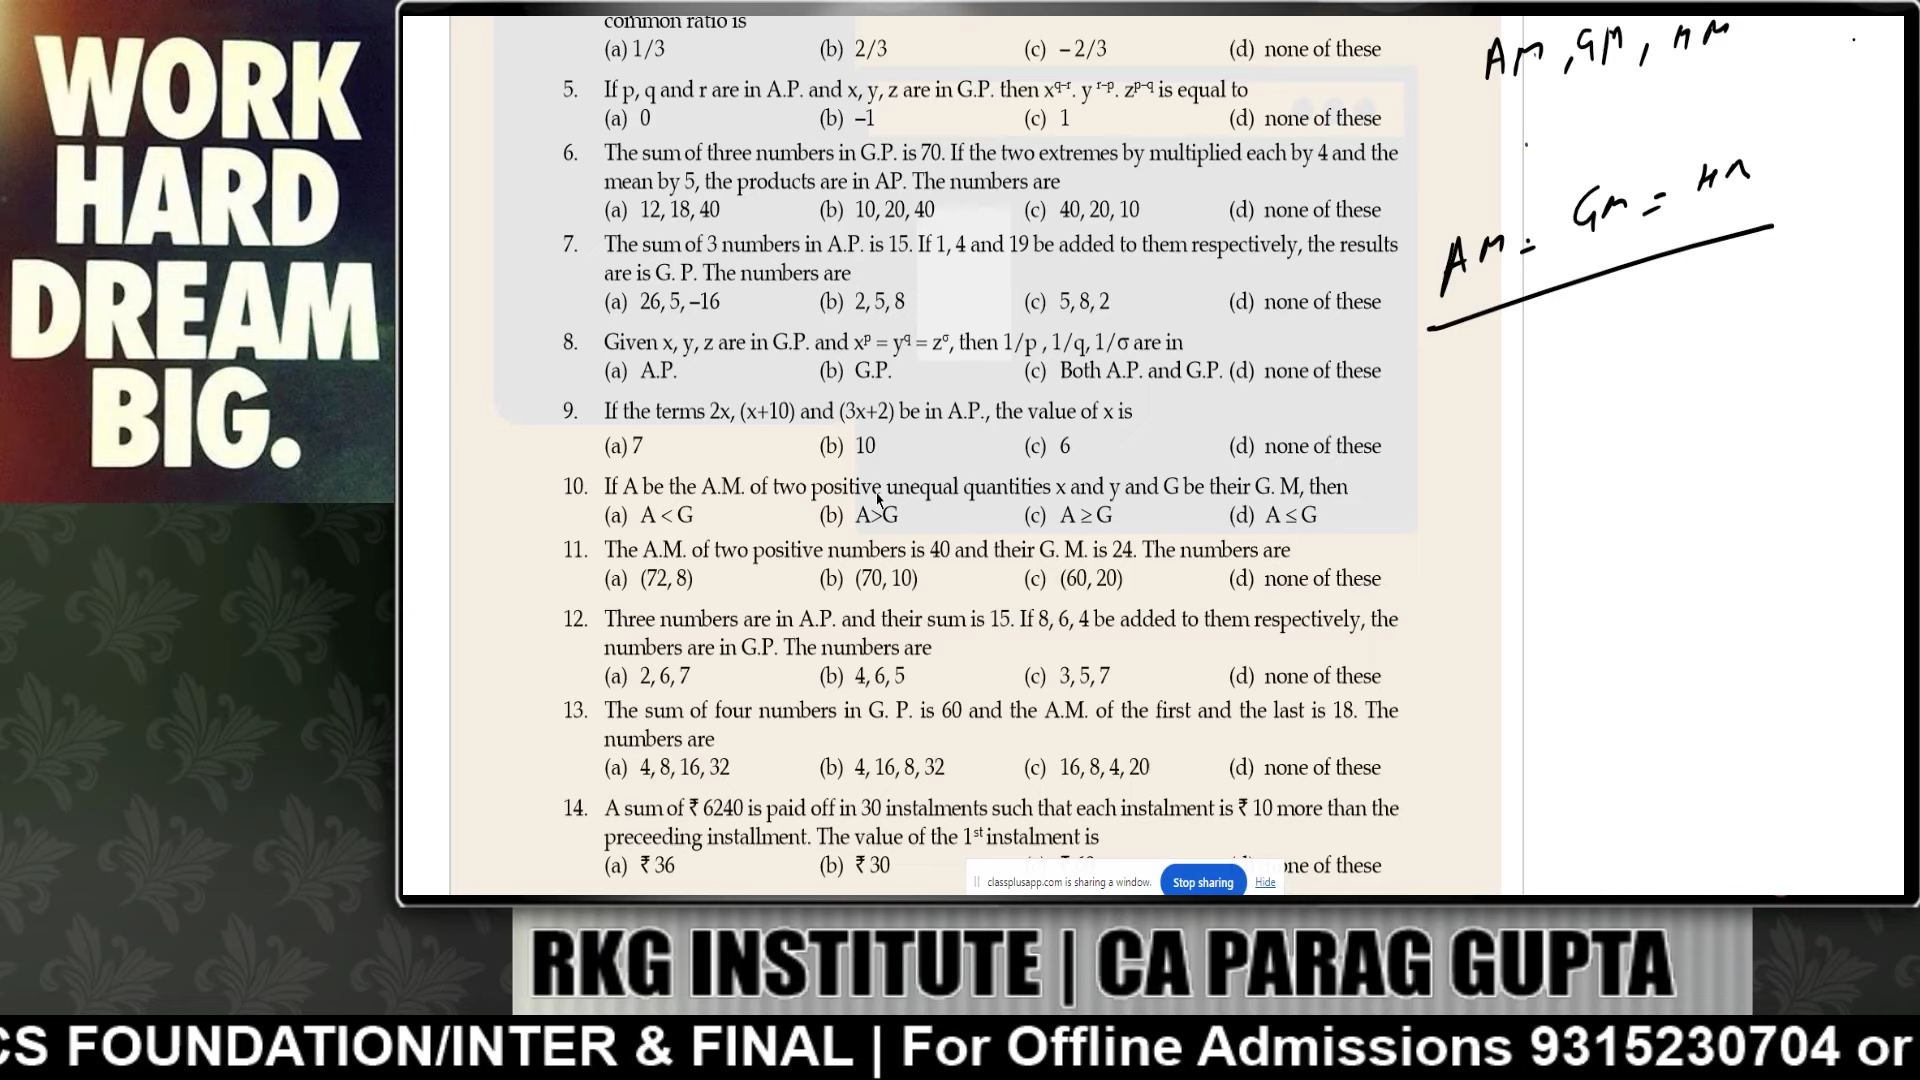 WORK
HARD
DREAM
BIG.
common ratio is
(a) 1/3 (b) 2/3 (c) – 2/3 (d) none of these
5. If p, q and r are in A.P. and x, y, z are in G.P. then x^q–r. y^r–p. z^p–q is equal to
(a) 0 (b) –1 (c) 1 (d) none of these
6. The sum of three numbers in G.P. is 70. If the two extremes by multiplied each by 4 and the
mean by 5, the products are in AP. The numbers are
(a) 12, 18, 40 (b) 10, 20, 40 (c) 40, 20, 10 (d) none of these
7. The sum of 3 numbers in A.P. is 15. If 1, 4 and 19 be added to them respectively, the results
are is G. P. The numbers are
(a) 26, 5, –16 (b) 2, 5, 8 (c) 5, 8, 2 (d) none of these
8. Given x, y, z are in G.P. and x^p = y^q = z^σ, then 1/p , 1/q, 1/σ are in
(a) A.P. (b) G.P. (c) Both A.P. and G.P. (d) none of these
9. If the terms 2x, (x+10) and (3x+2) be in A.P., the value of x is
(a) 7 (b) 10 (c) 6 (d) none of these
10. If A be the A.M. of two positive unequal quantities x and y and G be their G. M, then
(a) A < G (b) A>G (c) A ≥ G (d) A ≤ G
11. The A.M. of two positive numbers is 40 and their G. M. is 24. The numbers are
(a) (72, 8) (b) (70, 10) (c) (60, 20) (d) none of these
12. Three numbers are in A.P. and their sum is 15. If 8, 6, 4 be added to them respectively, the
numbers are in G.P. The numbers are
(a) 2, 6, 7 (b) 4, 6, 5 (c) 3, 5, 7 (d) none of these
13. The sum of four numbers in G. P. is 60 and the A.M. of the first and the last is 18. The
numbers are
(a) 4, 8, 16, 32 (b) 4, 16, 8, 32 (c) 16, 8, 4, 20 (d) none of these
14. A sum of ₹ 6240 is paid off in 30 instalments such that each instalment is ₹ 10 more than the
preceeding installment. The value of the 1st instalment is
(a) ₹ 36 (b) ₹ 30 none of these
classplusapp.com is sharing a window. Stop sharing Hide
AM, GM, HM
AM = GM = HM
RKG INSTITUTE | CA PARAG GUPTA
CS FOUNDATION/INTER & FINAL | For Offline Admissions 9315230704 or